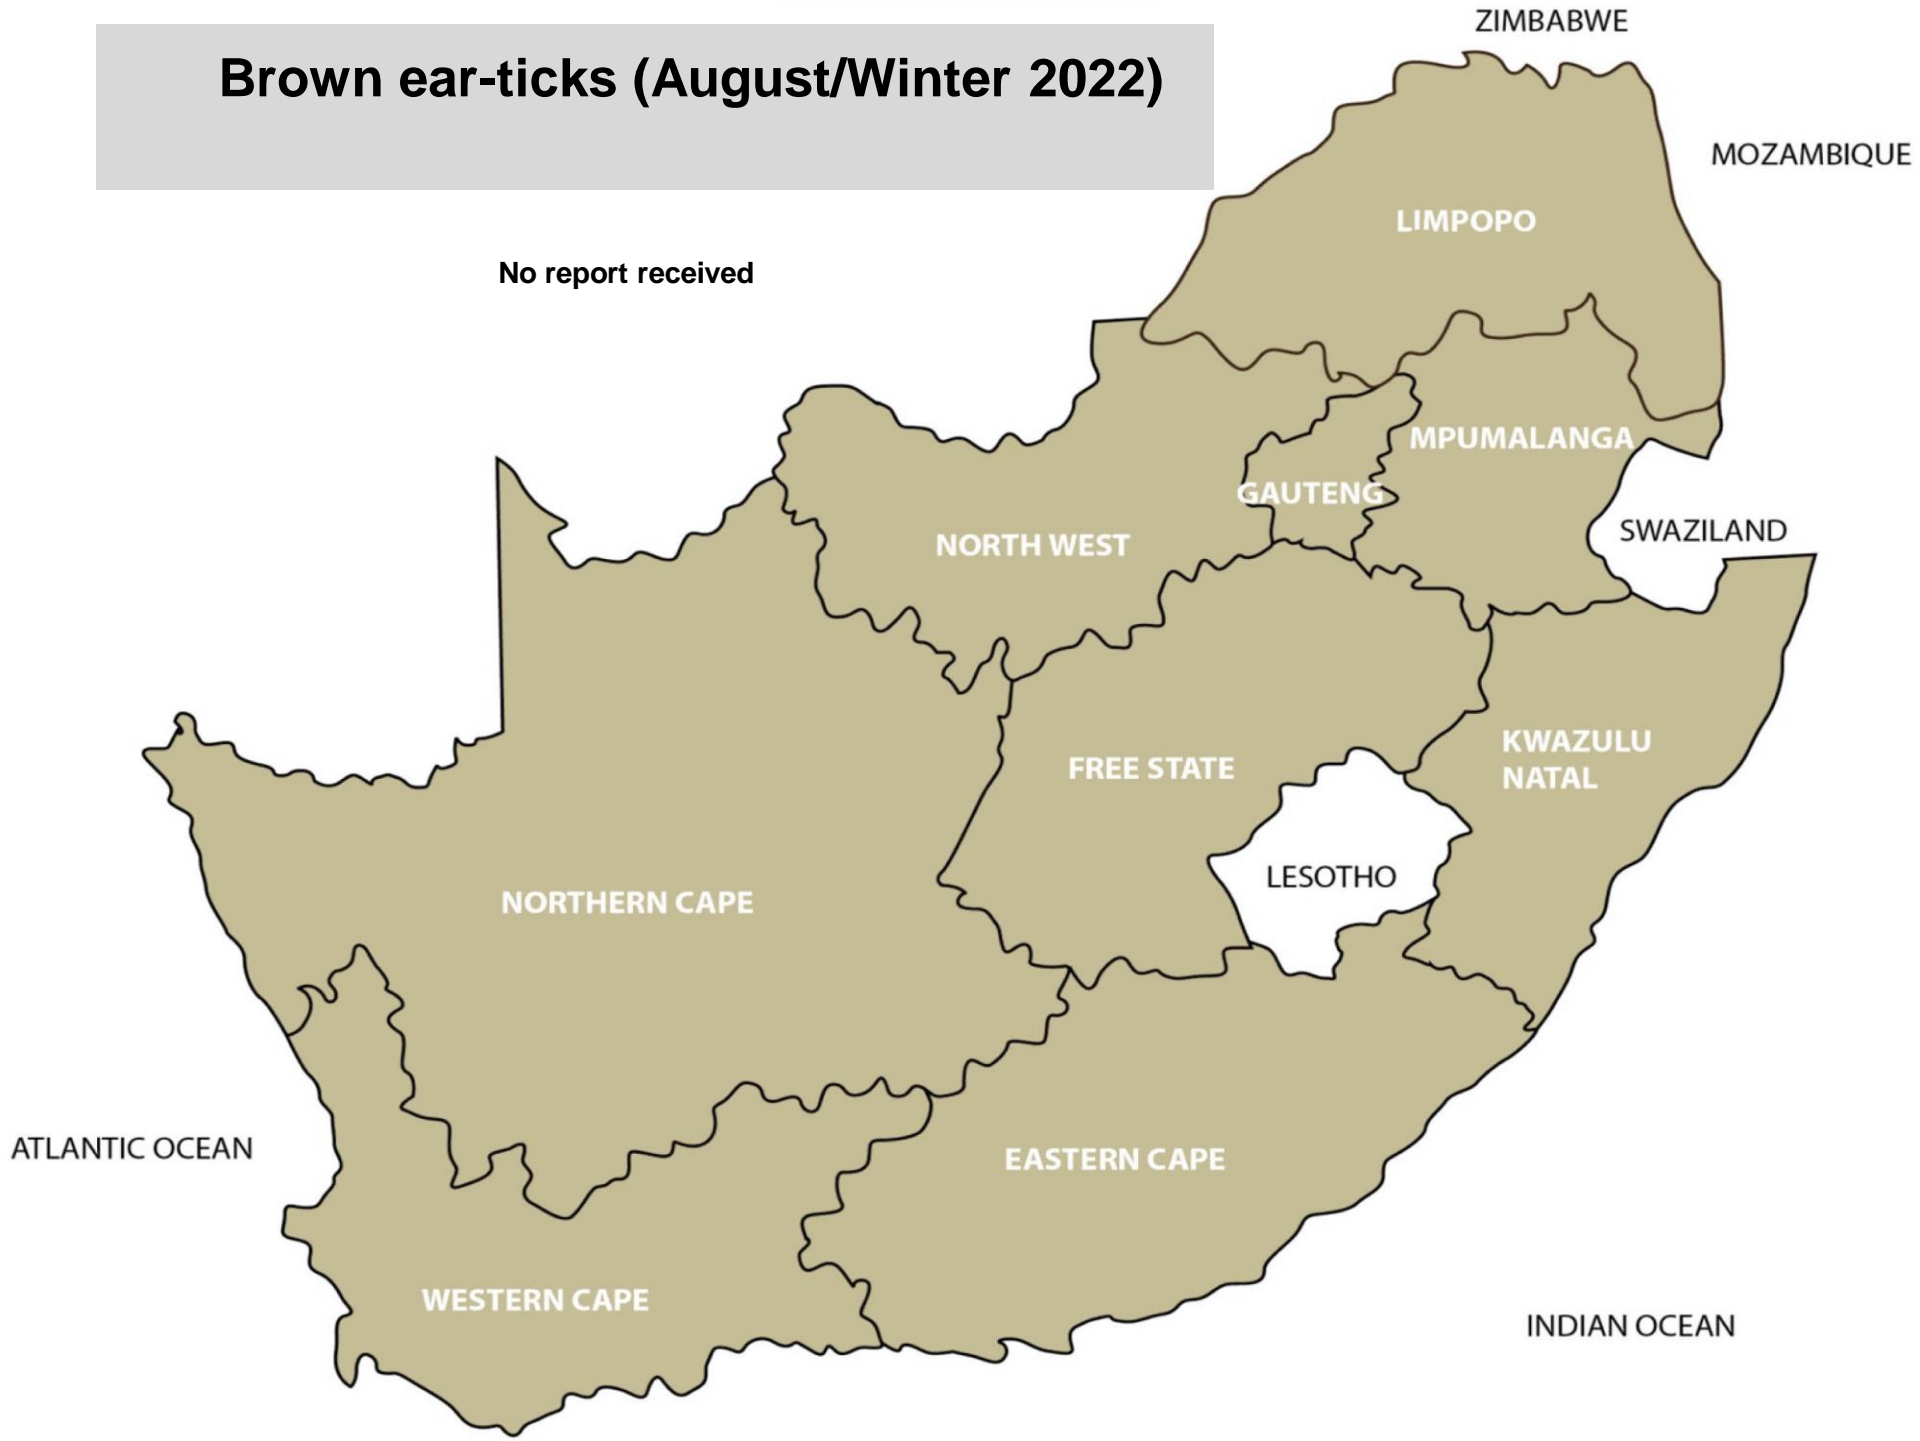 ZIMBABWE
Brown ear-ticks (August/Winter 2022)
MOZAMBIQUE
LIMPOPO
No report received
MPUMALANGA
GAUTENG
SWAZILAND
NORTH WEST
KWAZULU
NATAL
FREE STATE
LESOTHO
NORTHERN CAPE
ATLANTIC OCEAN
EASTERN CAPE
WESTERN CAPE
INDIAN OCEAN